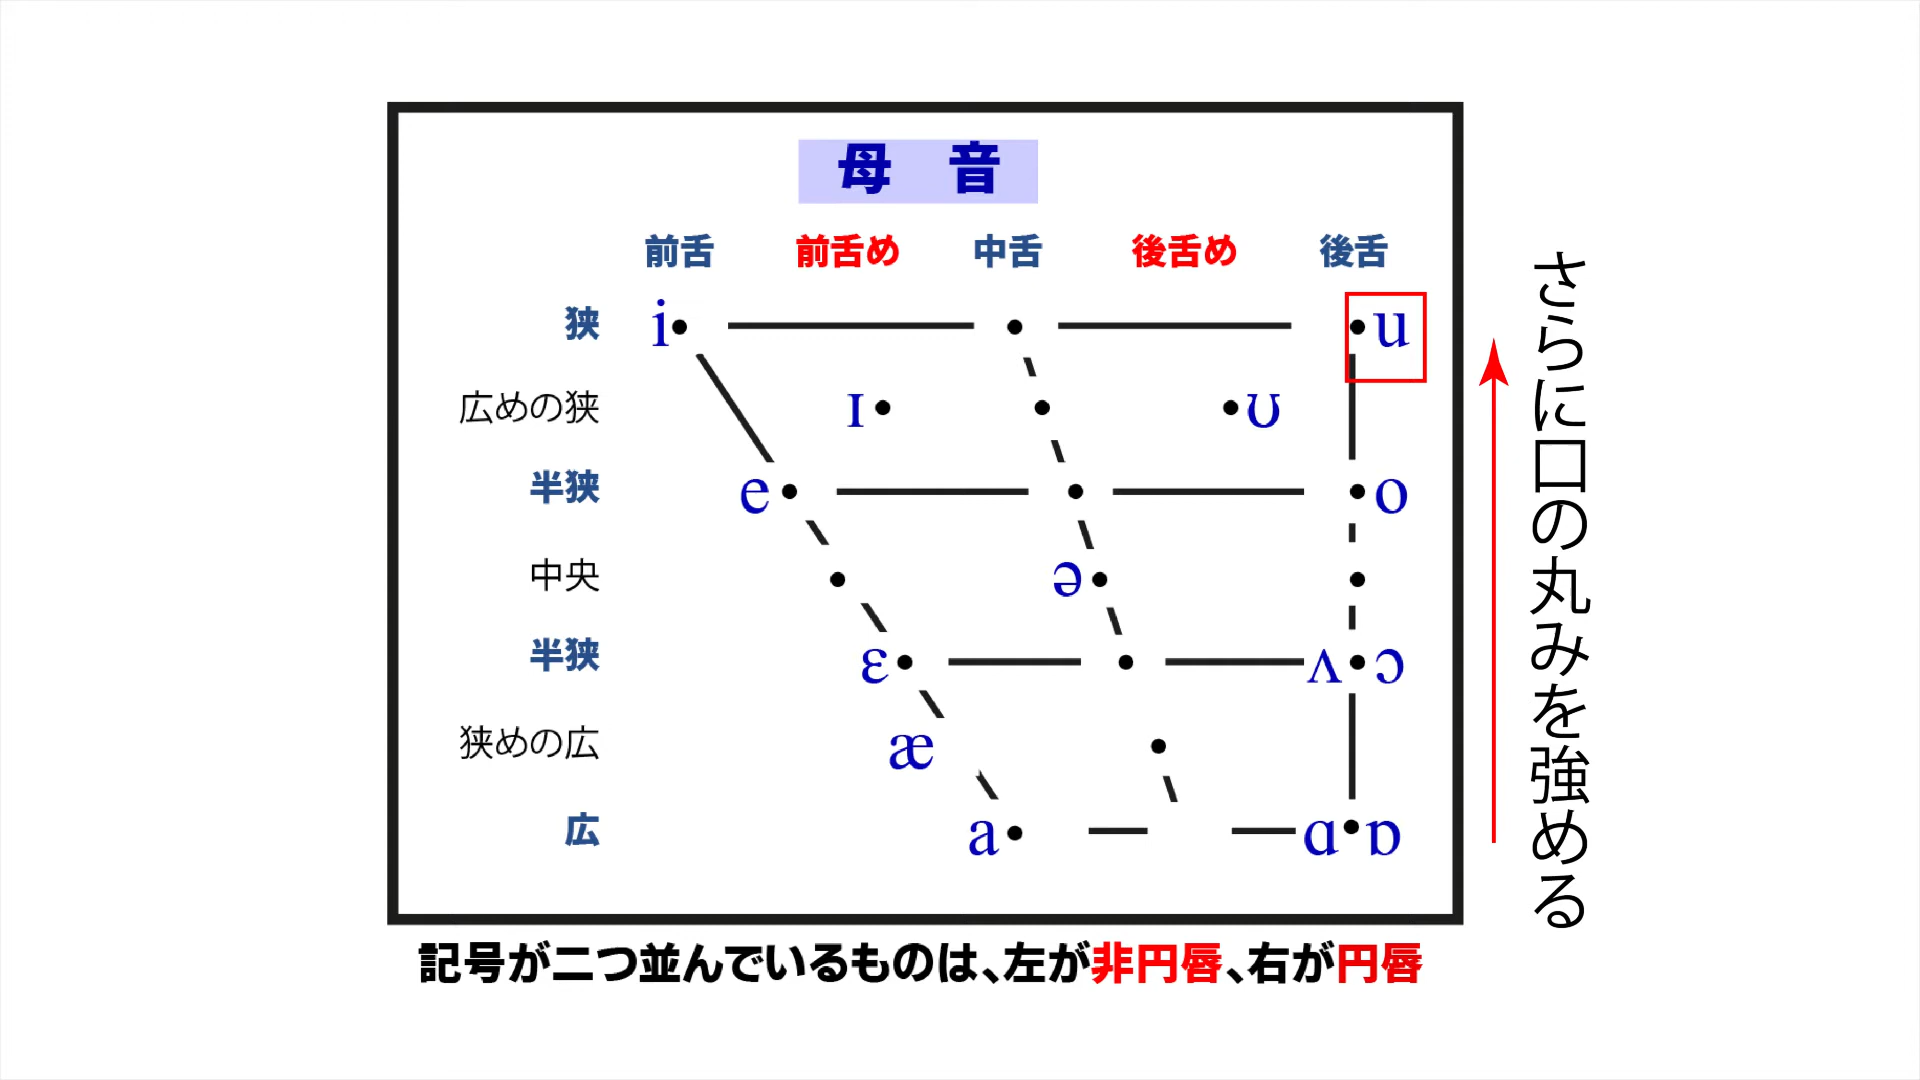 母 音
前舌 前舌め 中舌 後舌め 後舌
狭 i u
広めの狭 ɪ ʊ
半狭 e o
中央 ə
半狭 ɛ ʌ ɔ
狭めの広 æ
広 a ɑ ɒ
記号が二つ並んでいるものは、左が非円唇、右が円唇
さらに口の丸みを強める